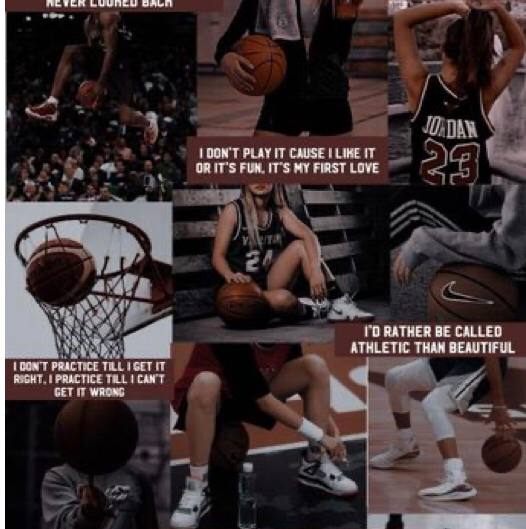 NEVER LOOKED BACK
I DON'T PLAY IT CAUSE I LIKE IT
OR IT'S FUN, IT'S MY FIRST LOVE
JORDAN
23
24
I'D RATHER BE CALLED
ATHLETIC THAN BEAUTIFUL
I DON'T PRACTICE TILL I GET IT
RIGHT, I PRACTICE TILL I CAN'T
GET IT WRONG